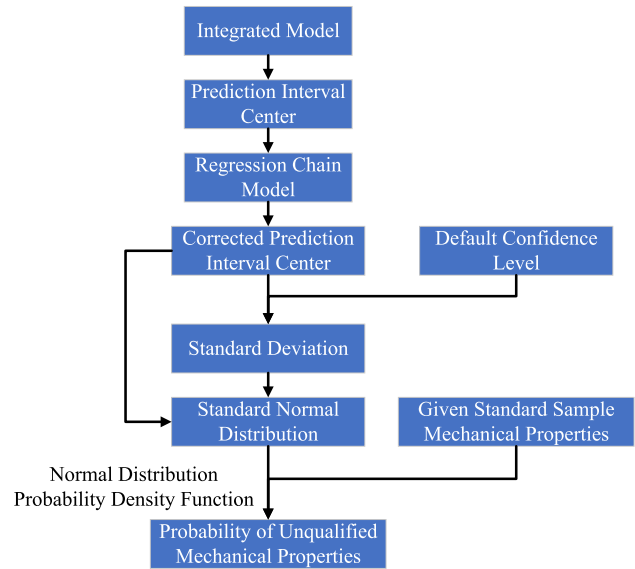 Integrated Model
Prediction Interval
Center
Regression Chain
Model
Corrected Prediction
Interval Center
Default Confidence
Level
Standard Deviation
Standard Normal
Distribution
Given Standard Sample
Mechanical Properties
Normal Distribution
Probability Density Function
Probability of Unqualified
Mechanical Properties